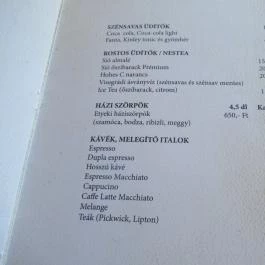 SZÉNSAVAS ÜDÍTŐK
Coca- cola, Coca-cola light
Fanta, Kinley tonic és gyömbér
ROSTOS ÜDÍTŐK / NESTEA
Sió almalé
Sió őszibarack Prémium
Hohes C narancs
Visegrádi ásványvíz (szénsavas és szénsav mentes)
Ice Tea (őszibarack, citrom)
HÁZI SZÖRPÖK 4,5 dl
Etyeki háziszörpök 650,- Ft
(szamóca, bodza, ribizli, meggy)
KÁVÉK, MELEGÍTŐ ITALOK
Espresso
Dupla espresso
Hosszú kávé
Espresso Macchiato
Cappucino
Caffe Latte Macchiato
Melange
Teák (Pickwick, Lipton)